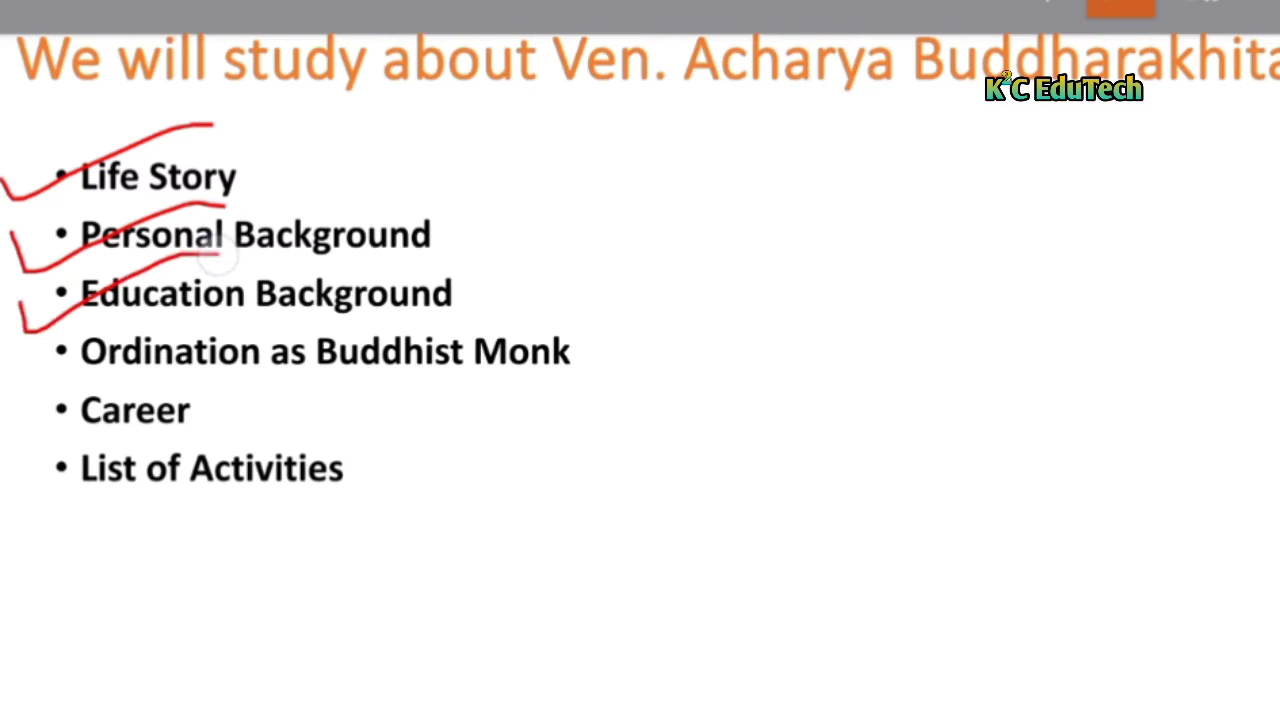 We will study about Ven. Acharya Buddharakhita
K²C EduTech
• Life Story
• Personal Background
• Education Background
• Ordination as Buddhist Monk
• Career
• List of Activities